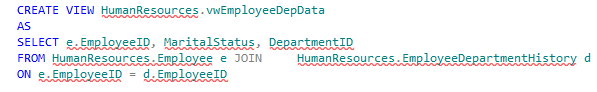 CREATE VIEW HumanResources.vwEmployeeDepData
AS
SELECT e.EmployeeID, MaritalStatus, DepartmentID
FROM HumanResources.Employee e JOIN    HumanResources.EmployeeDepartmentHistory d
ON e.EmployeeID = d.EmployeeID